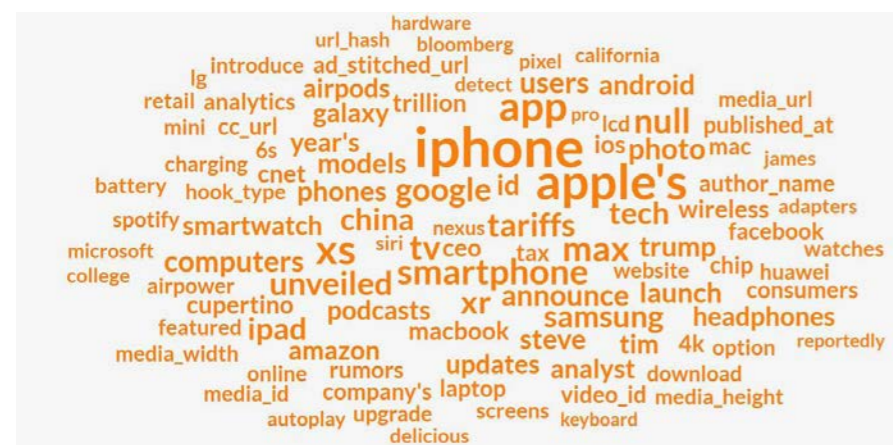 hardware
url_hash bloomberg
introduce ad_stitched_url pixel california
lg airpods detect users android
retail analytics galaxy trillion app pro lcd null media_url
mini cc_url published_at
6s year's iphone ios photo mac
charging cnet models james
battery hook_type phones google id apple's author_name
spotify smartwatch china nexus tariffs tech wireless adapters
facebook
microsoft computers xs siri tv ceo tax max trump watches
college airpower unveiled smartphone website chip huawei
cupertino podcasts xr announce launch consumers
featured ipad macbook samsung headphones
steve tim 4k option reportedly
media_width amazon
online rumors updates analyst download
media_id company's laptop video_id media_height
autoplay upgrade screens keyboard
delicious